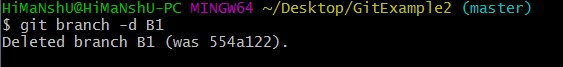 HiMaNshU@HiMaNshU-PC MINGW64 ~/Desktop/GitExample2 (master)
$ git branch -d B1
Deleted branch B1 (was 554a122).